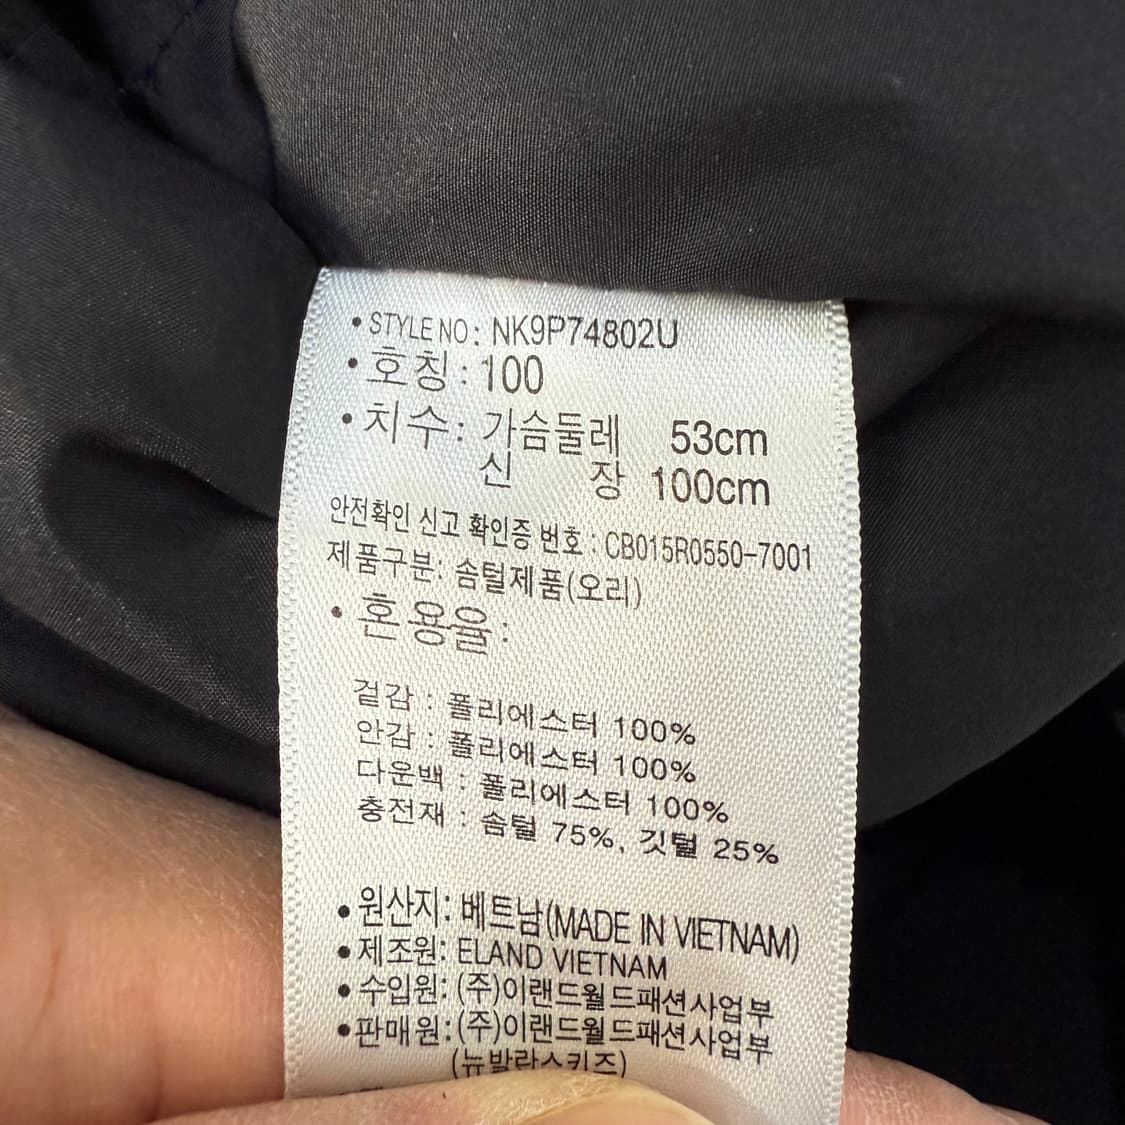 • STYLE NO : NK9P74802U
• 호칭 : 100
• 치수 : 가슴둘레 53cm
신 장 100cm
안전확인 신고 확인증 번호 : CB015R0550-7001
제품구분: 솜털제품(오리)
• 혼용율 :
겉감 : 폴리에스터 100%
안감 : 폴리에스터 100%
다운백 : 폴리에스터 100%
충전재 : 솜털 75%, 깃털 25%
• 원산지: 베트남(MADE IN VIETNAM)
• 제조원: ELAND VIETNAM
• 수입원: (주)이랜드월드패션사업부
• 판매원: (주)이랜드월드패션사업부
(뉴발란스키즈)